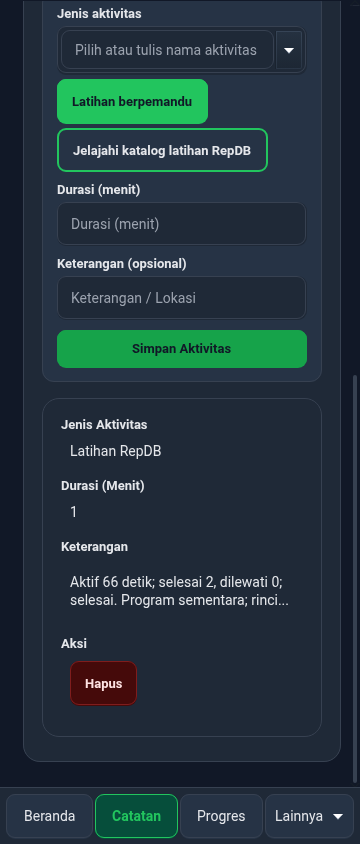 Jenis aktivitas
Pilih atau tulis nama aktivitas
Latihan berpemandu
Jelajahi katalog latihan RepDB
Durasi (menit)
Durasi (menit)
Keterangan (opsional)
Keterangan / Lokasi
Simpan Aktivitas
Jenis Aktivitas
Latihan RepDB
Durasi (Menit)
1
Keterangan
Aktif 66 detik; selesai 2, dilewati 0;
selesai. Program sementara; rinci...
Aksi
Hapus
Beranda
Catatan
Progres
Lainnya